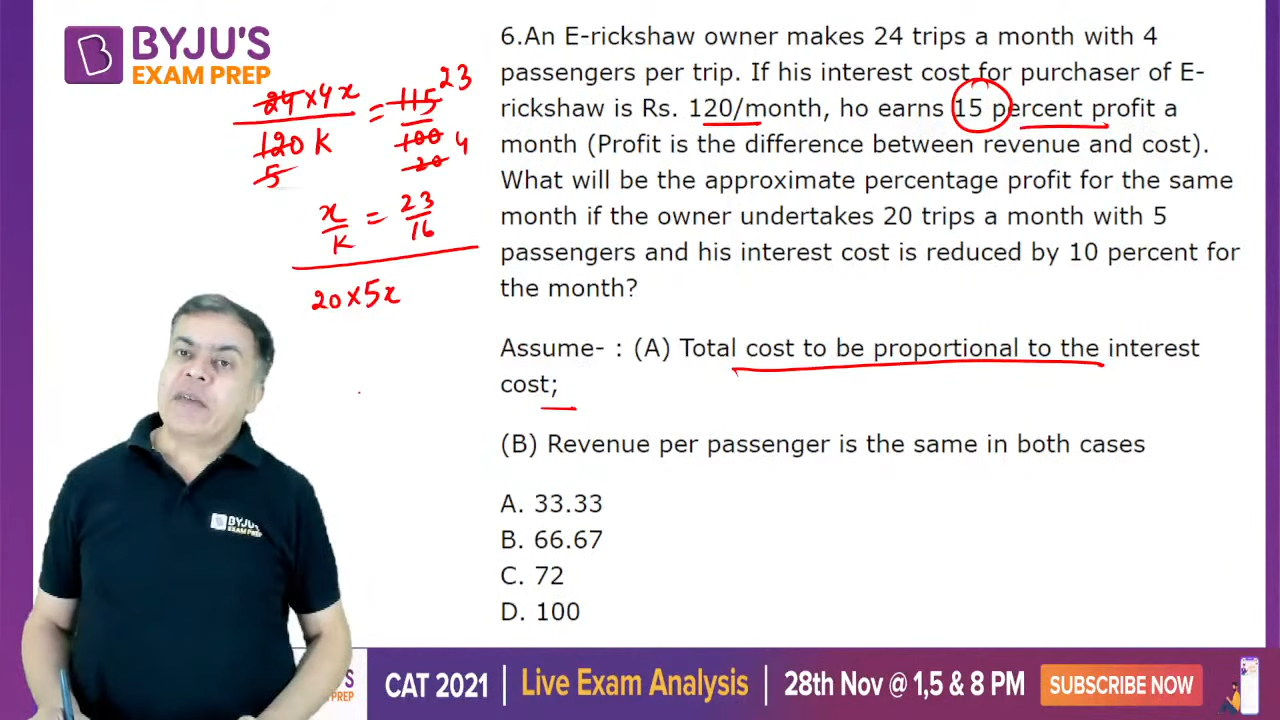 BYJU'S
EXAM PREP
24 × 4x / 120 K = 115 / 100
23
5
20 4
x/K = 23/16
20 × 5x
6.An E-rickshaw owner makes 24 trips a month with 4
passengers per trip. If his interest cost for purchaser of E-
rickshaw is Rs. 120/month, ho earns 15 percent profit a
month (Profit is the difference between revenue and cost).
What will be the approximate percentage profit for the same
month if the owner undertakes 20 trips a month with 5
passengers and his interest cost is reduced by 10 percent for
the month?
Assume- : (A) Total cost to be proportional to the interest
cost;
(B) Revenue per passenger is the same in both cases
A. 33.33
B. 66.67
C. 72
D. 100
BYJU'S
EXAM PREP
CAT 2021 | Live Exam Analysis | 28th Nov @ 1,5 & 8 PM
SUBSCRIBE NOW